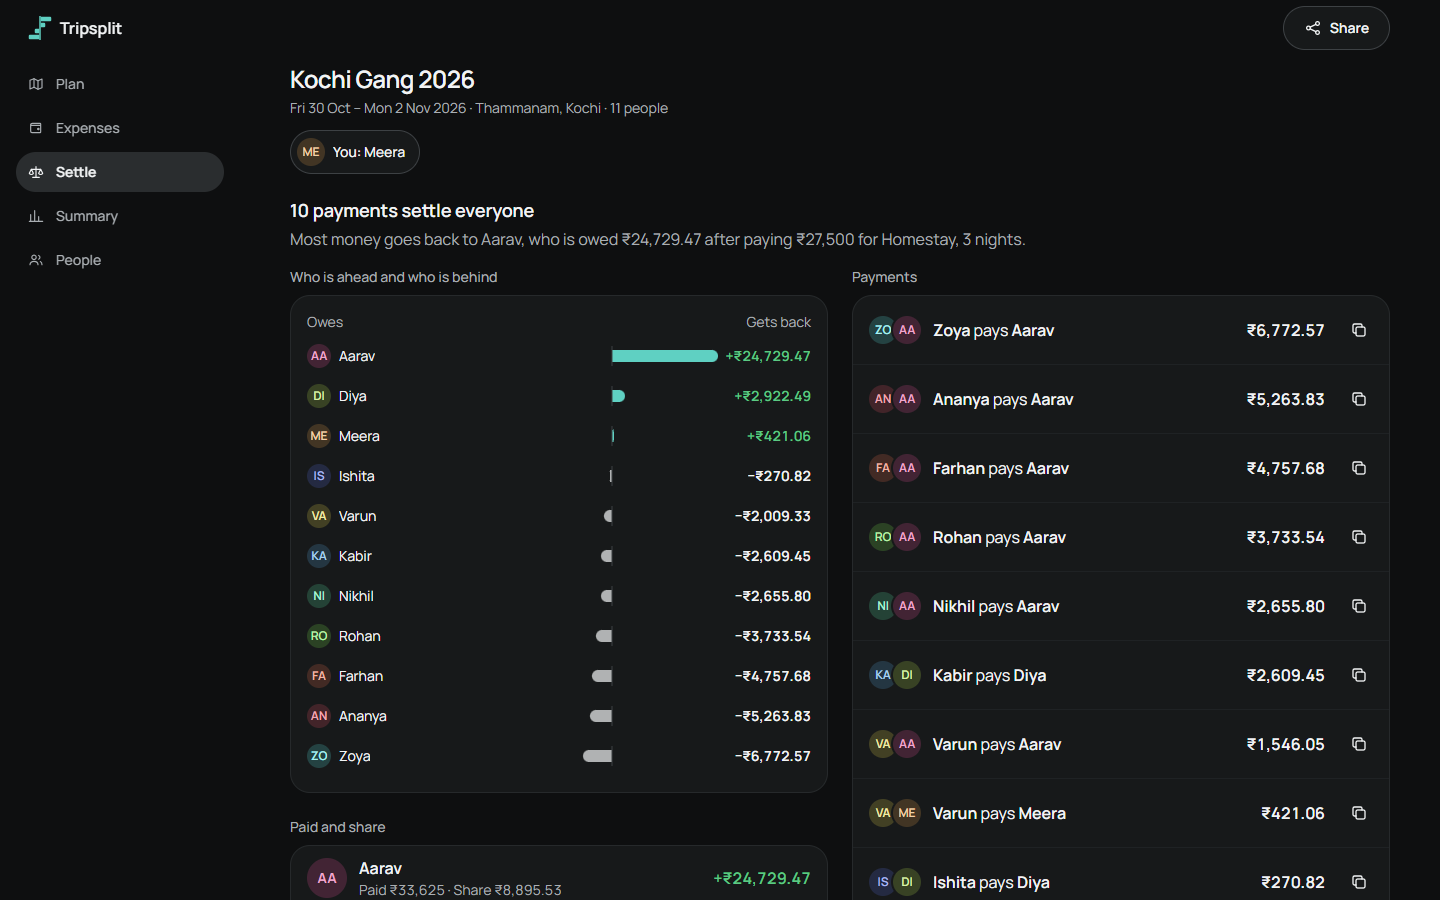 Tripsplit
Share
Plan
Expenses
Settle
Summary
People
Kochi Gang 2026
Fri 30 Oct – Mon 2 Nov 2026 · Thammanam, Kochi · 11 people
ME You: Meera
10 payments settle everyone
Most money goes back to Aarav, who is owed ₹24,729.47 after paying ₹27,500 for Homestay, 3 nights.
Who is ahead and who is behind
Owes Gets back
AA Aarav +₹24,729.47
DI Diya +₹2,922.49
ME Meera +₹421.06
IS Ishita −₹270.82
VA Varun −₹2,009.33
KA Kabir −₹2,609.45
NI Nikhil −₹2,655.80
RO Rohan −₹3,733.54
FA Farhan −₹4,757.68
AN Ananya −₹5,263.83
ZO Zoya −₹6,772.57
Paid and share
AA Aarav +₹24,729.47
Paid ₹33,625 · Share ₹8,895.53
Payments
ZO AA Zoya pays Aarav ₹6,772.57
AN AA Ananya pays Aarav ₹5,263.83
FA AA Farhan pays Aarav ₹4,757.68
RO AA Rohan pays Aarav ₹3,733.54
NI AA Nikhil pays Aarav ₹2,655.80
KA DI Kabir pays Diya ₹2,609.45
VA AA Varun pays Aarav ₹1,546.05
VA ME Varun pays Meera ₹421.06
IS DI Ishita pays Diya ₹270.82